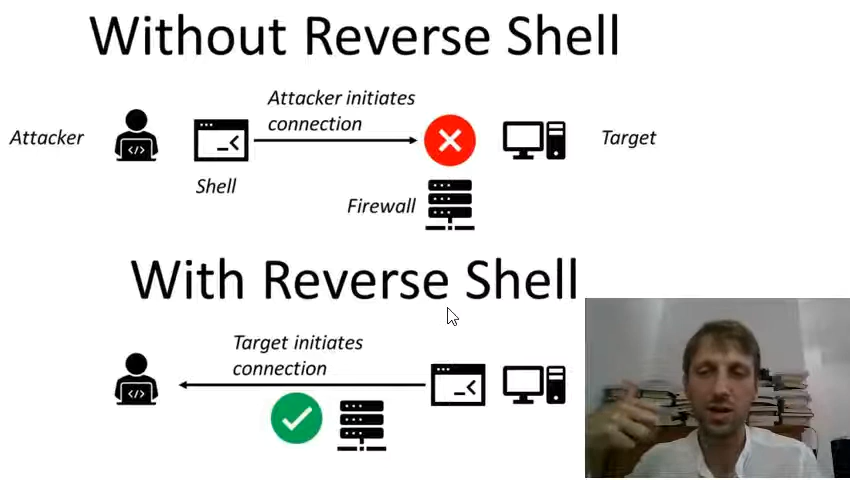 Without Reverse Shell
Attacker initiates
connection
Attacker
Target
Shell
Firewall
With Reverse Shell
Target initiates
connection